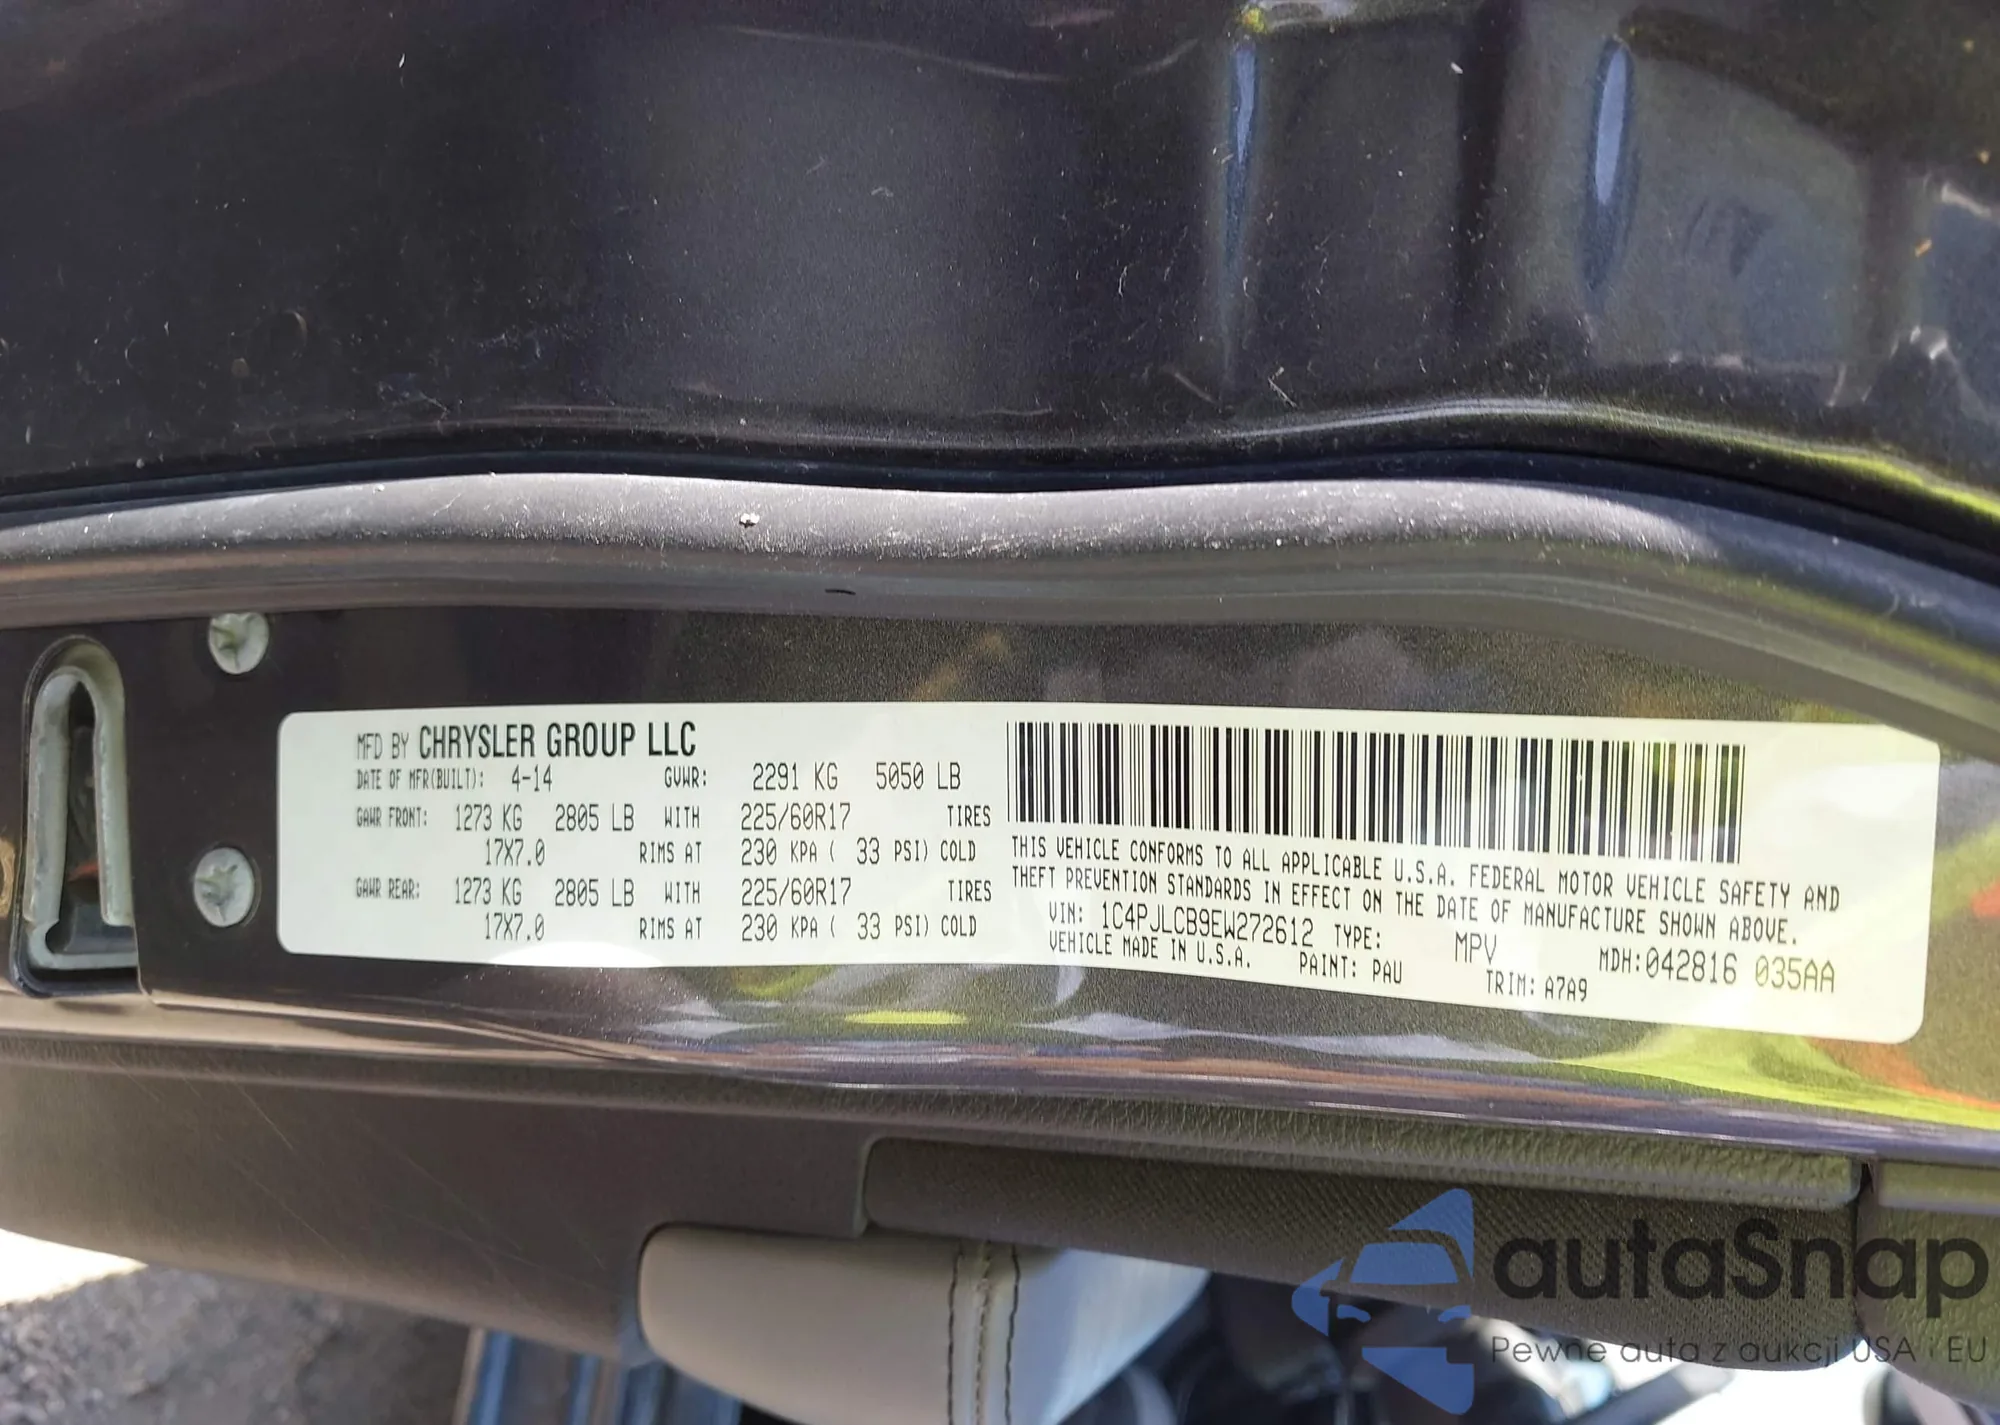 MFD BY CHRYSLER GROUP LLC
DATE OF MFR(BUILT): 4-14 GVWR: 2291 KG 5050 LB
GAWR FRONT: 1273 KG 2805 LB WITH 225/60R17 TIRES
17X7.0 RIMS AT 230 KPA ( 33 PSI) COLD
GAWR REAR: 1273 KG 2805 LB WITH 225/60R17 TIRES
17X7.0 RIMS AT 230 KPA ( 33 PSI) COLD
THIS VEHICLE CONFORMS TO ALL APPLICABLE U.S.A. FEDERAL MOTOR VEHICLE SAFETY AND
THEFT PREVENTION STANDARDS IN EFFECT ON THE DATE OF MANUFACTURE SHOWN ABOVE.
VIN: 1C4PJLCB9EW272612 TYPE: MPV MDH:042816 035AA
VEHICLE MADE IN U.S.A. PAINT: PAU TRIM: A7A9
autaSnap
Pewne auta z aukcji USA i EU